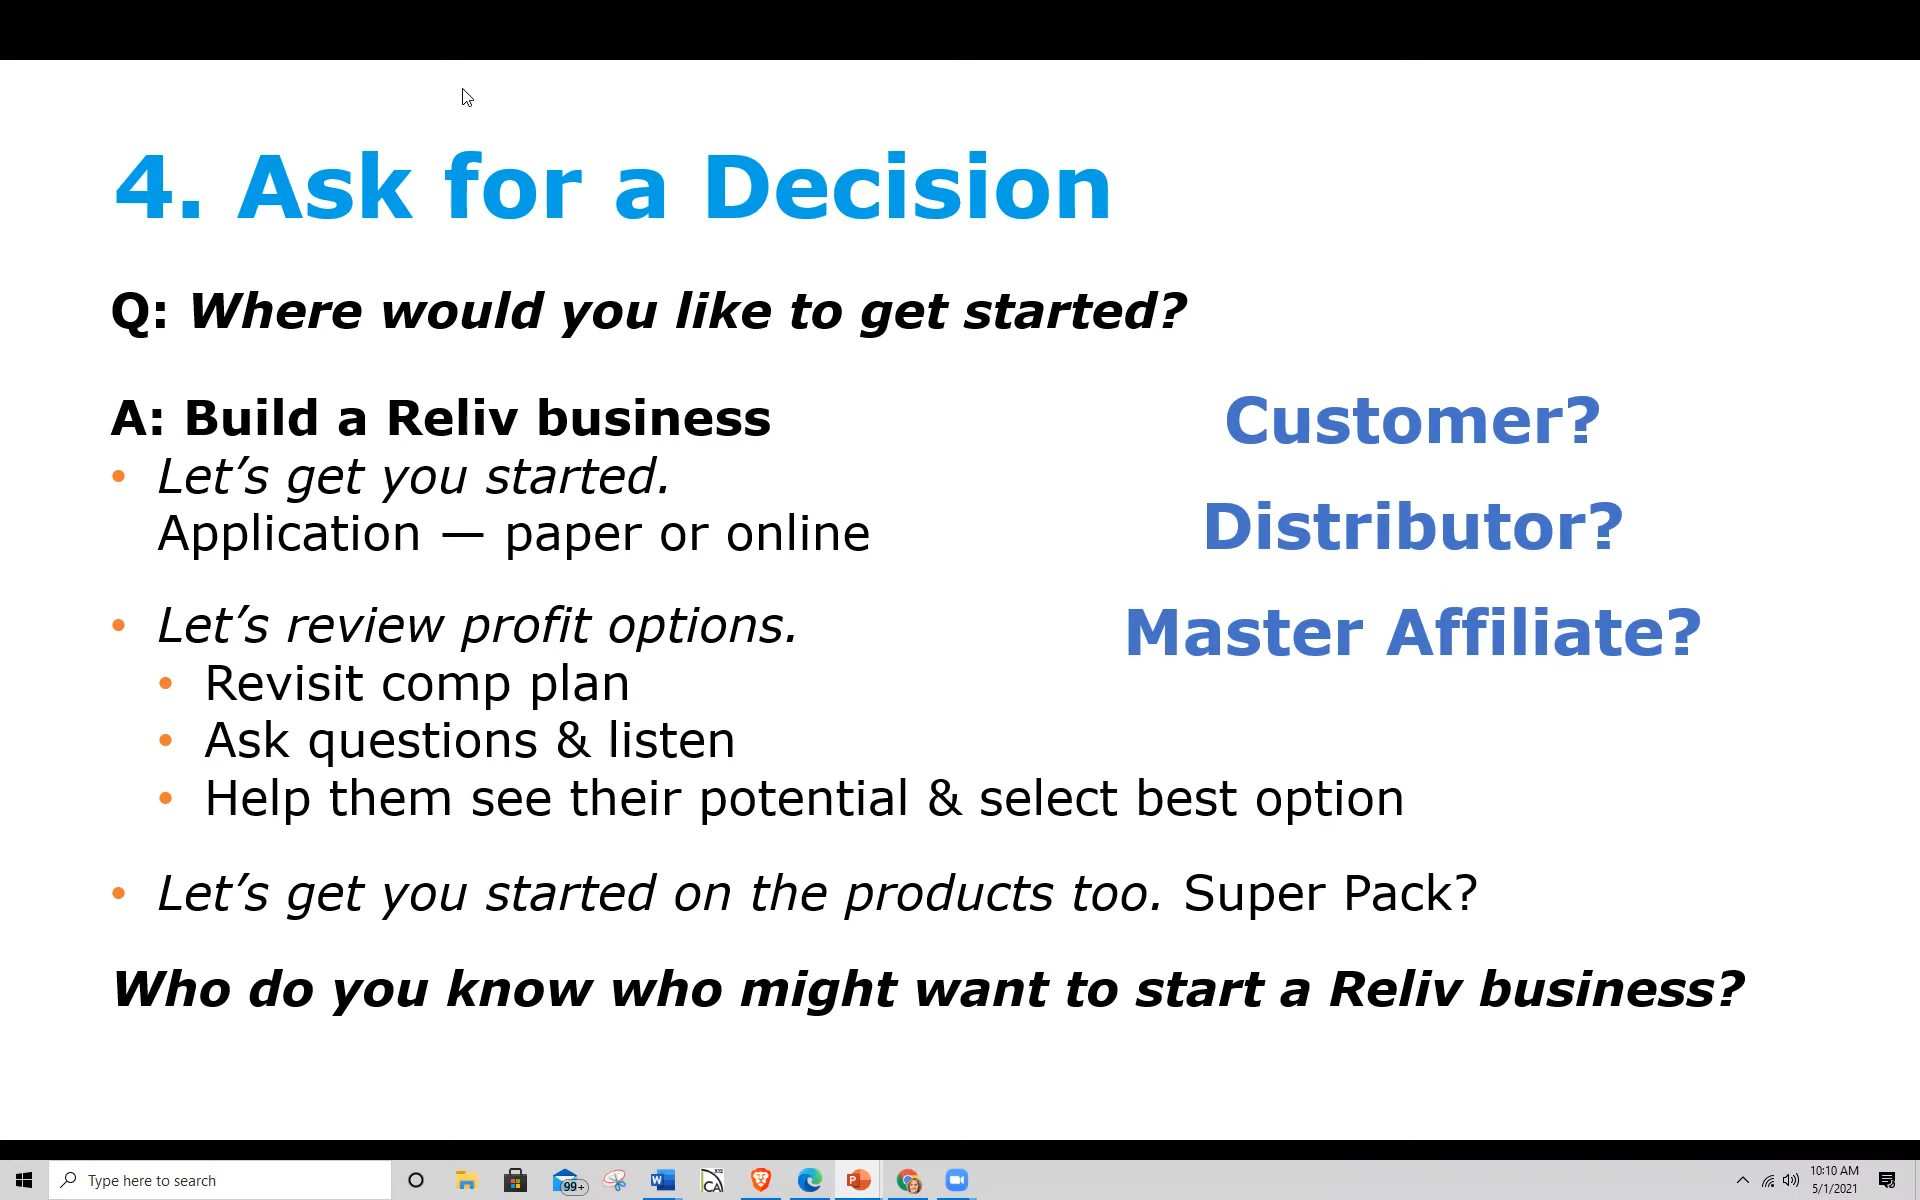 4. Ask for a Decision
Q: Where would you like to get started?
A: Build a Reliv business
• Let’s get you started.
Application — paper or online
• Let’s review profit options.
• Revisit comp plan
• Ask questions & listen
• Help them see their potential & select best option
• Let’s get you started on the products too. Super Pack?
Who do you know who might want to start a Reliv business?
Customer?
Distributor?
Master Affiliate?
Type here to search
99+
W
CA
P
10:10 AM
5/1/2021